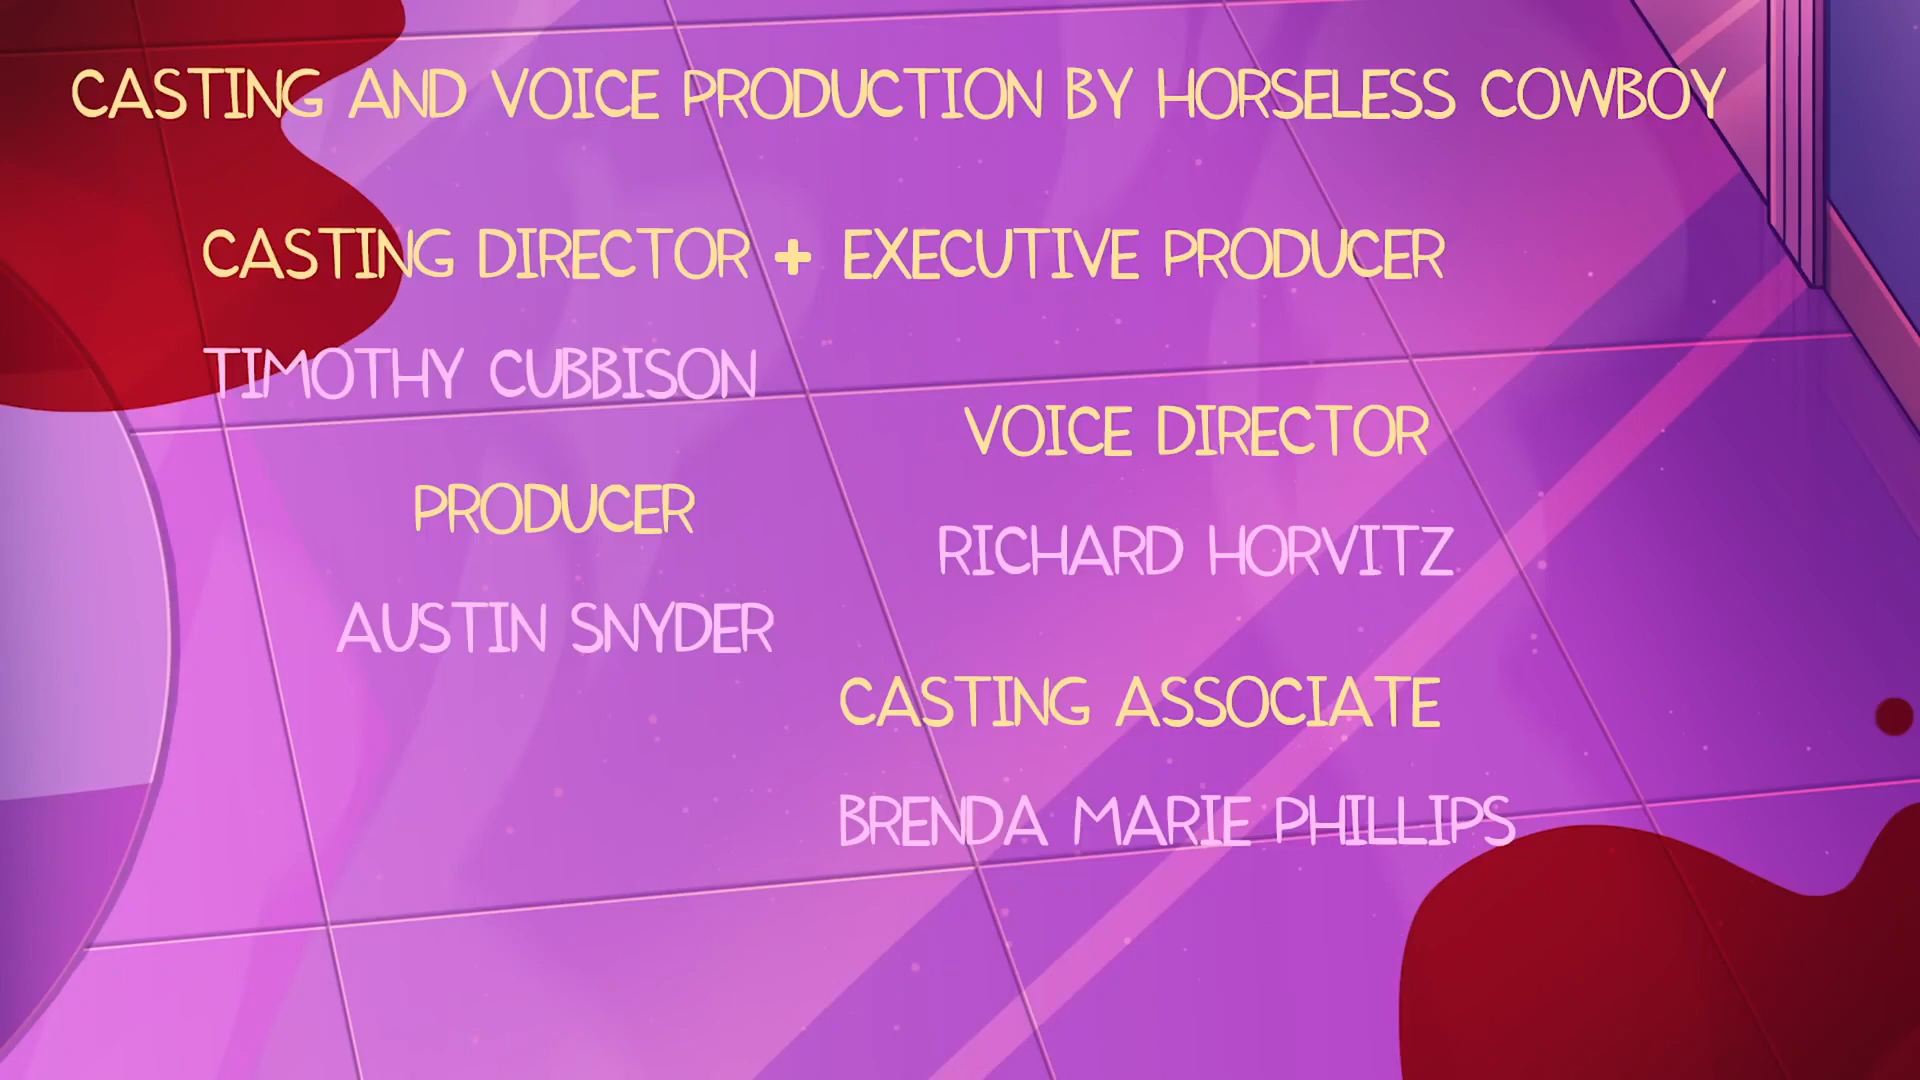 CASTING AND VOICE PRODUCTION BY HORSELESS COWBOY
CASTING DIRECTOR + EXECUTIVE PRODUCER
TIMOTHY CUBBISON
PRODUCER
AUSTIN SNYDER
VOICE DIRECTOR
RICHARD HORVITZ
CASTING ASSOCIATE
BRENDA MARIE PHILLIPS